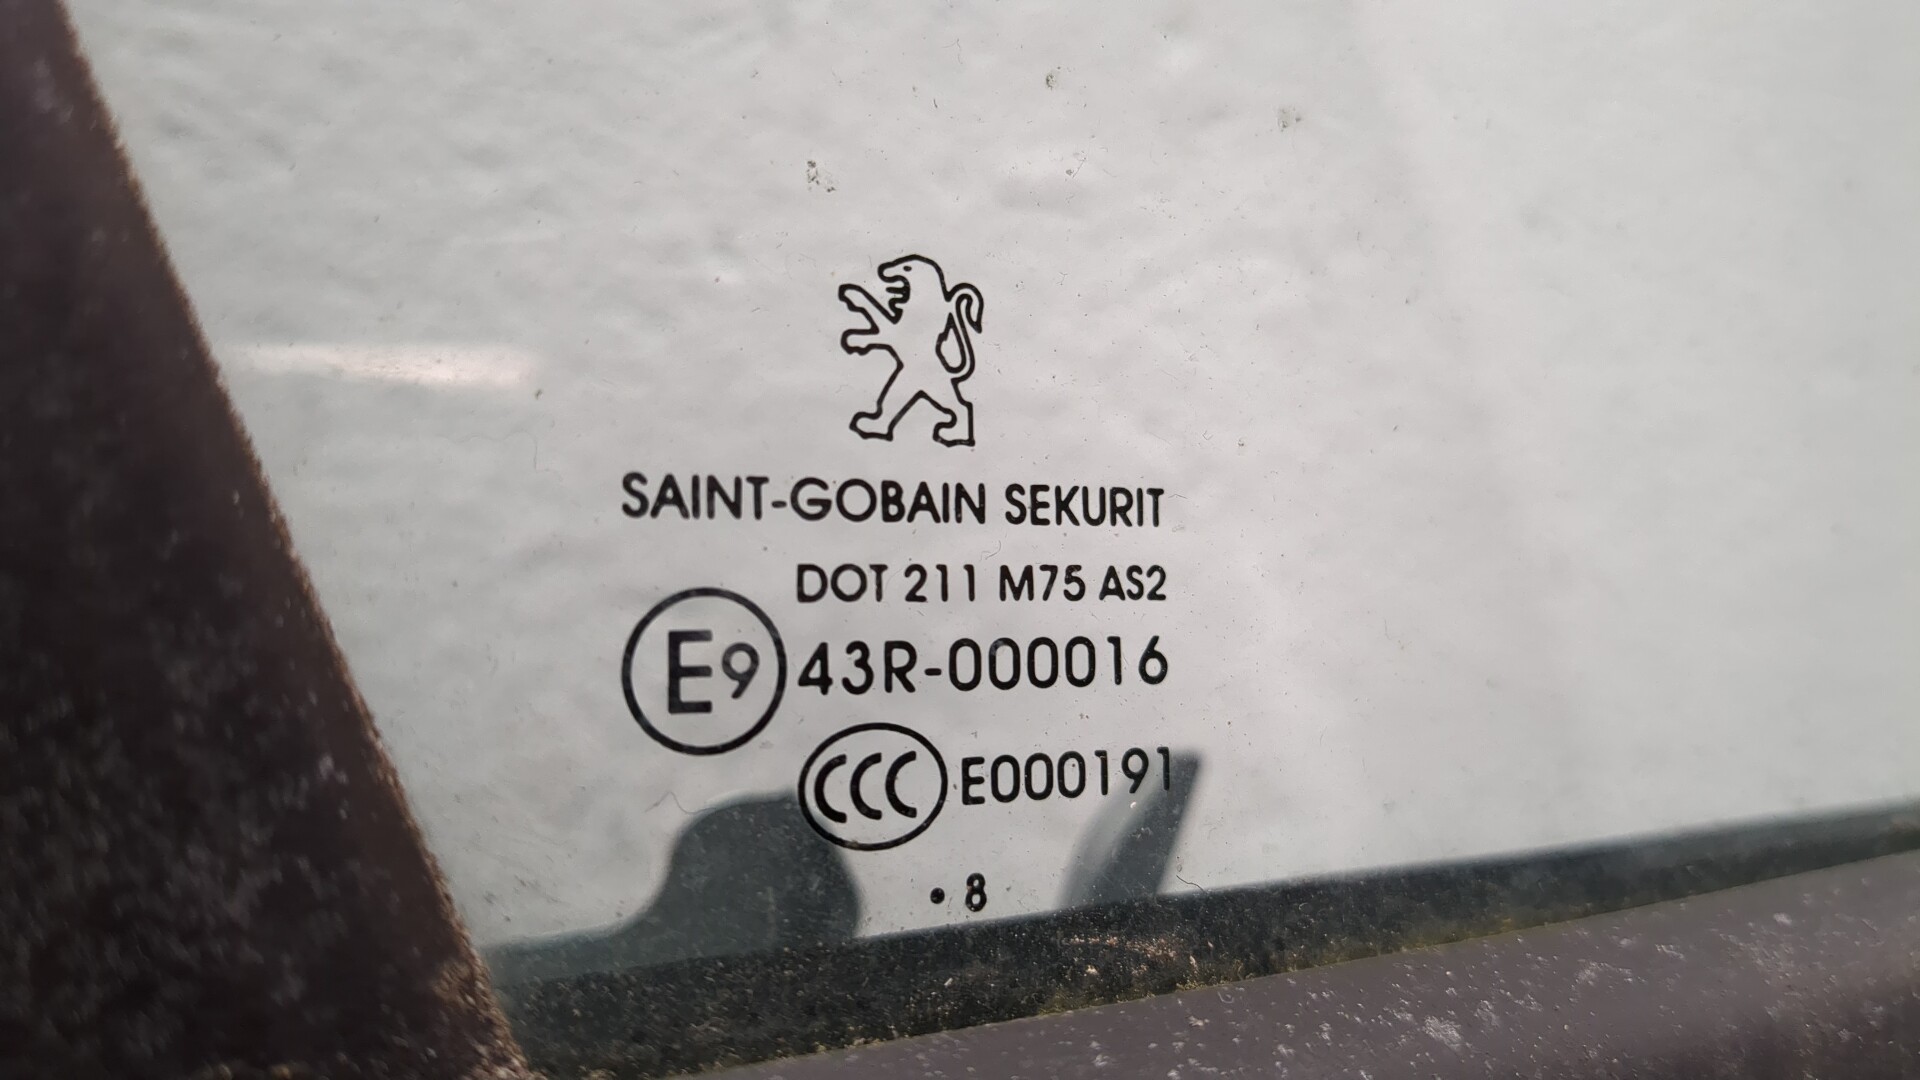 SAINT-GOBAIN SEKURIT
DOT 211 M75 AS2
E9 43R-000016
CCC E000191
• 8